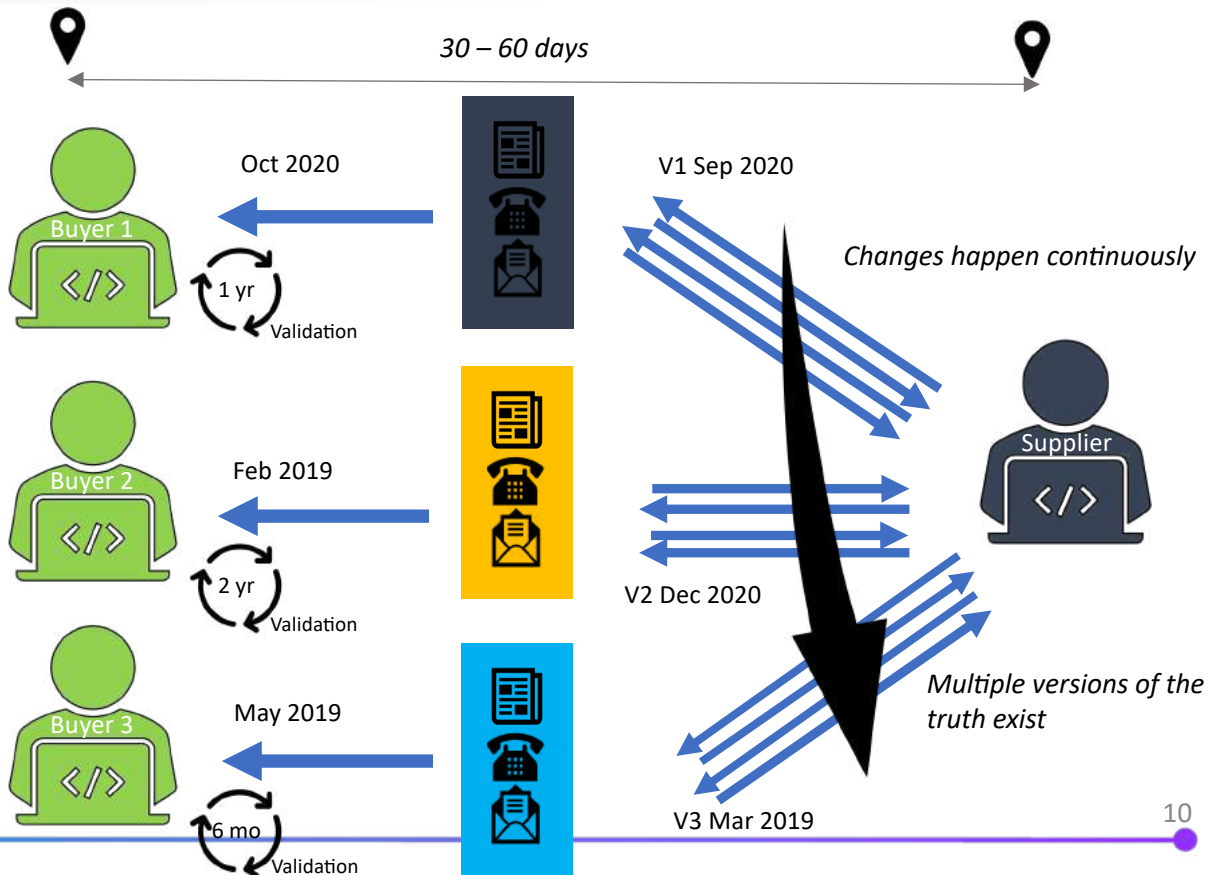 30 – 60 days
Oct 2020
V1 Sep 2020
Buyer 1
</>
1 yr
Validation
Changes happen continuously
Supplier
</>
Buyer 2
</>
Feb 2019
2 yr
Validation
V2 Dec 2020
Buyer 3
</>
May 2019
6 mo
Validation
Multiple versions of the
truth exist
V3 Mar 2019
10